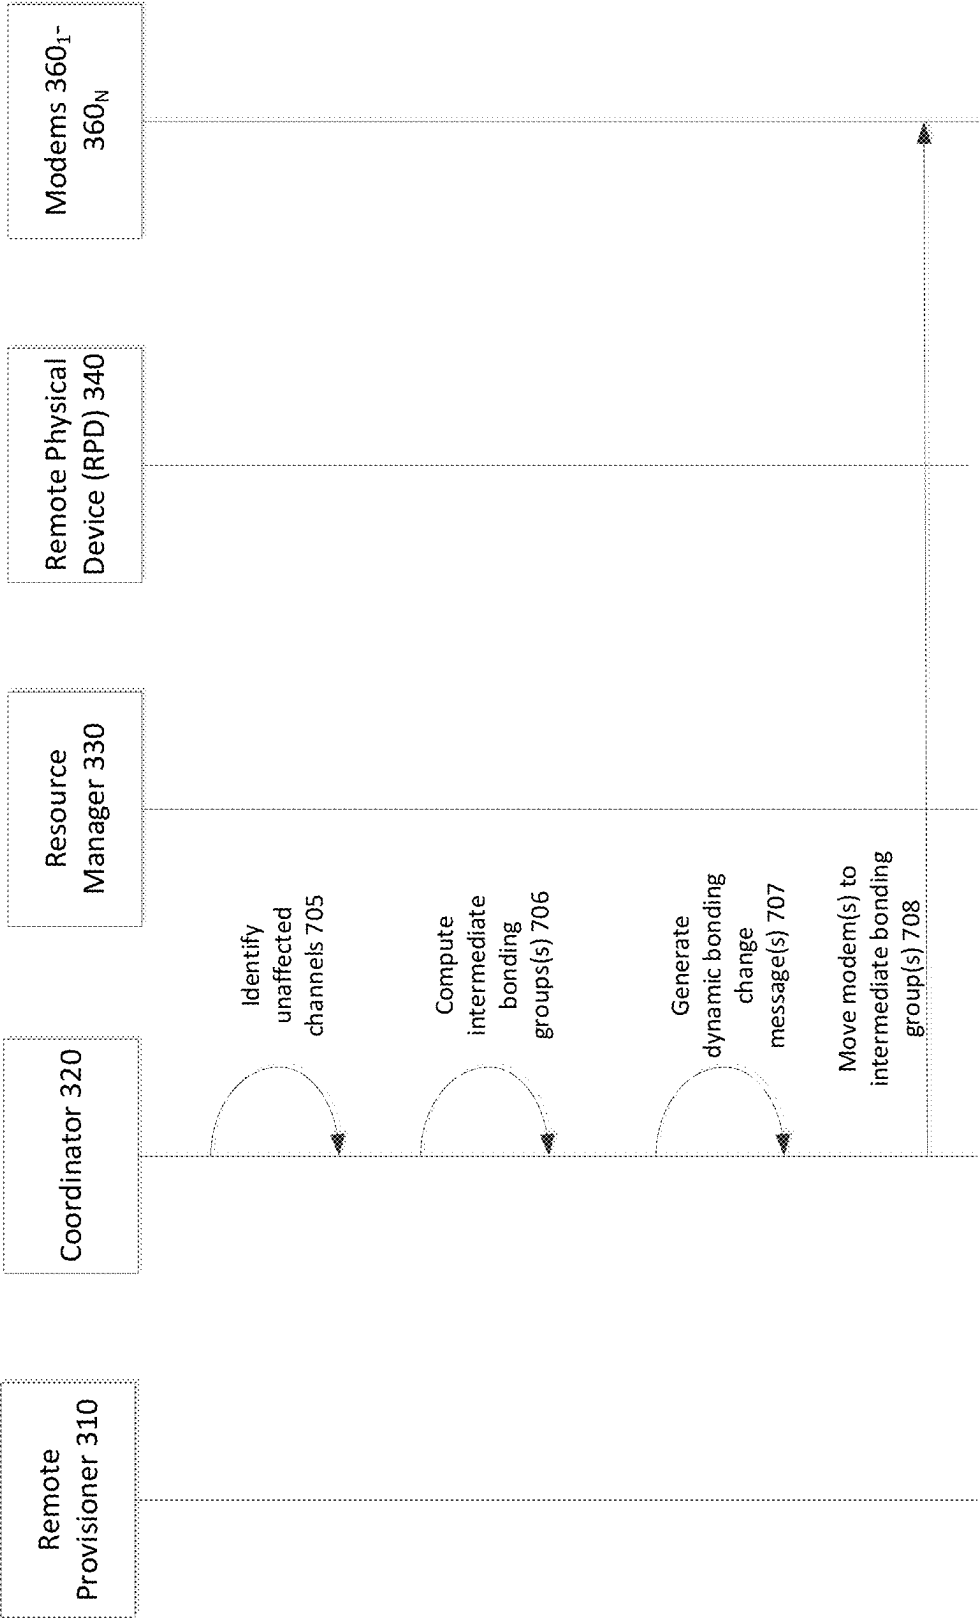 Remote
Provisioner 310
Coordinator 320
Resource
Manager 330
Remote Physical
Device (RPD) 340
Modems 360₁-
360ₙ
Identify
unaffected
channels 705
Compute
intermediate
bonding
groups(s) 706
Generate
dynamic bonding
change
message(s) 707
Move modem(s) to
intermediate bonding
group(s) 708